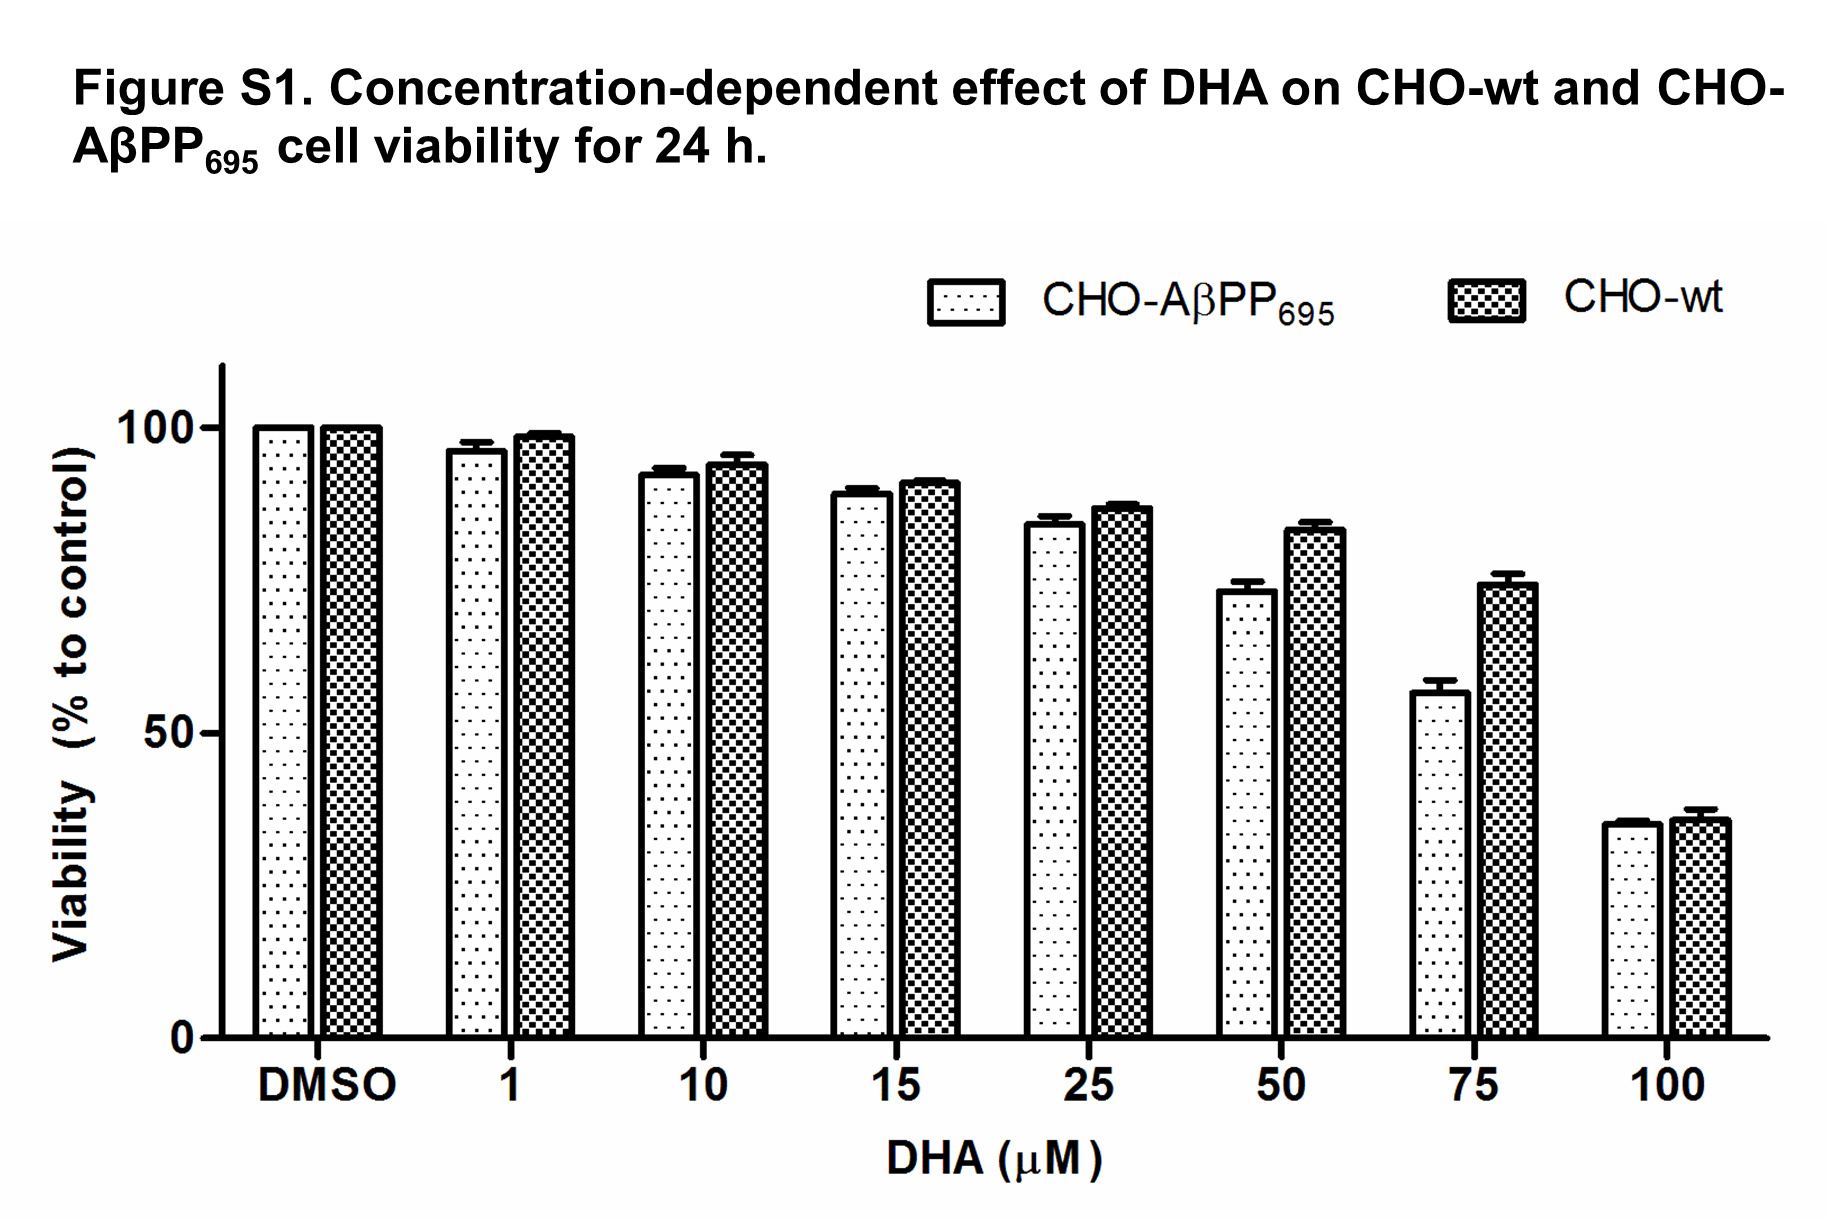 Figure S1. Concentration-dependent effect of DHA on CHO-wt and CHO-
AβPP695 cell viability for 24 h.
CHO-AβPP695 CHO-wt
Viability (% to control)
100
50
0
DMSO 1 10 15 25 50 75 100
DHA (μM)